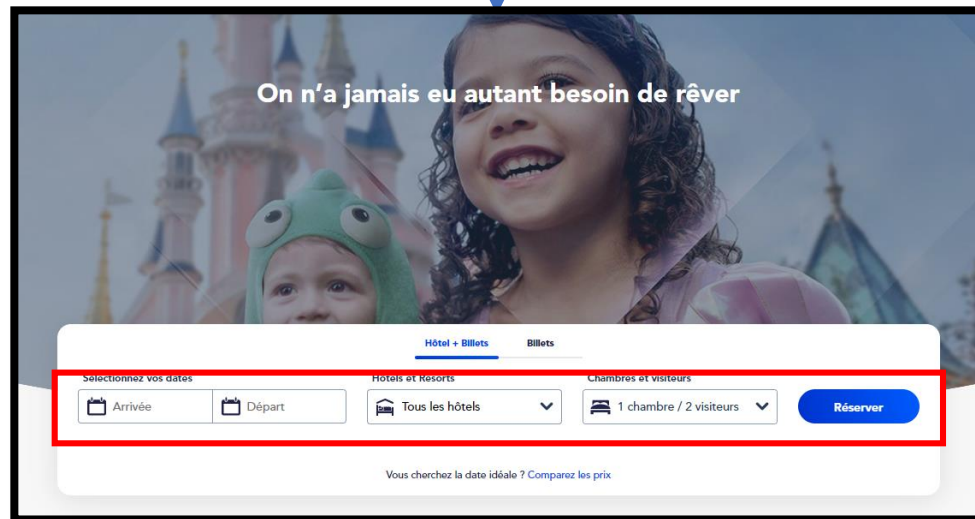 On n'a jamais eu autant besoin de rêver
Hôtel + Billets Billets
Sélectionnez vos dates Hôtels et Resorts Chambres et visiteurs
Arrivée Départ Tous les hôtels 1 chambre / 2 visiteurs Réserver
Vous cherchez la date idéale ? Comparez les prix